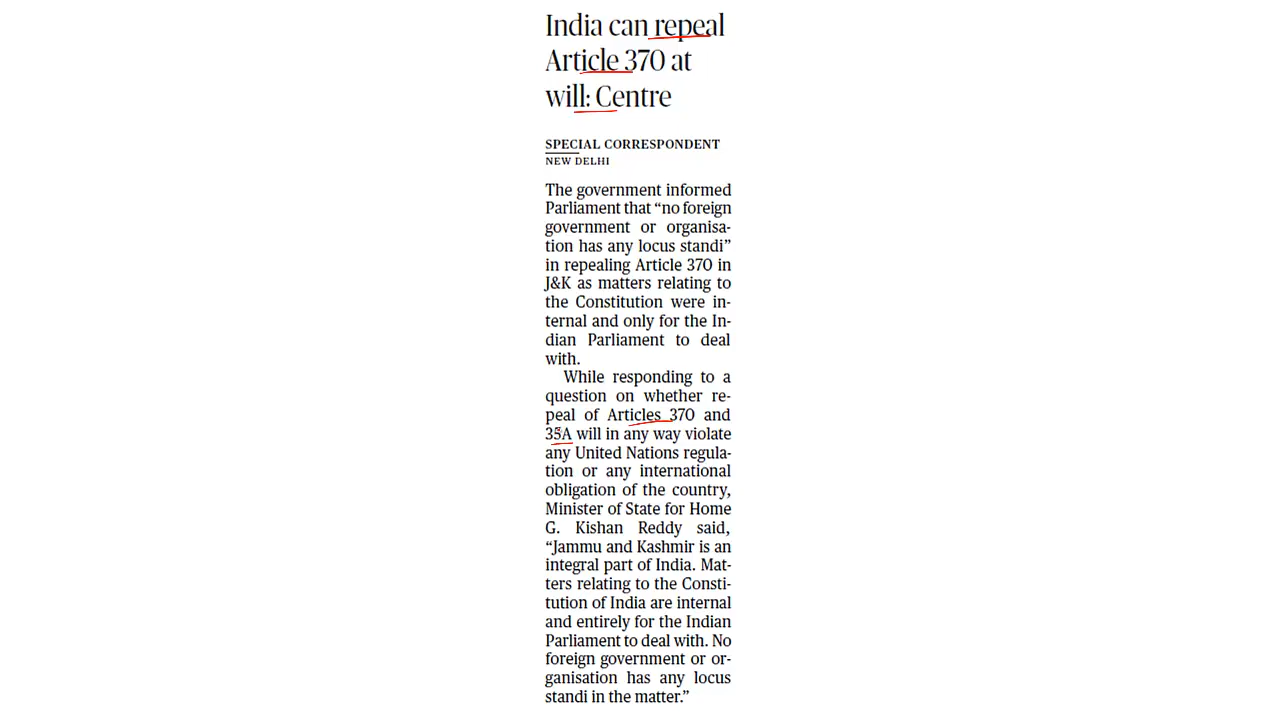 India can repeal
Article 370 at
will: Centre
SPECIAL CORRESPONDENT
NEW DELHI
The government informed
Parliament that “no foreign
government or organisa-
tion has any locus standi”
in repealing Article 370 in
J&K as matters relating to
the Constitution were in-
ternal and only for the In-
dian Parliament to deal
with.
While responding to a
question on whether re-
peal of Articles 370 and
35A will in any way violate
any United Nations regula-
tion or any international
obligation of the country,
Minister of State for Home
G. Kishan Reddy said,
“Jammu and Kashmir is an
integral part of India. Mat-
ters relating to the Consti-
tution of India are internal
and entirely for the Indian
Parliament to deal with. No
foreign government or or-
ganisation has any locus
standi in the matter.”